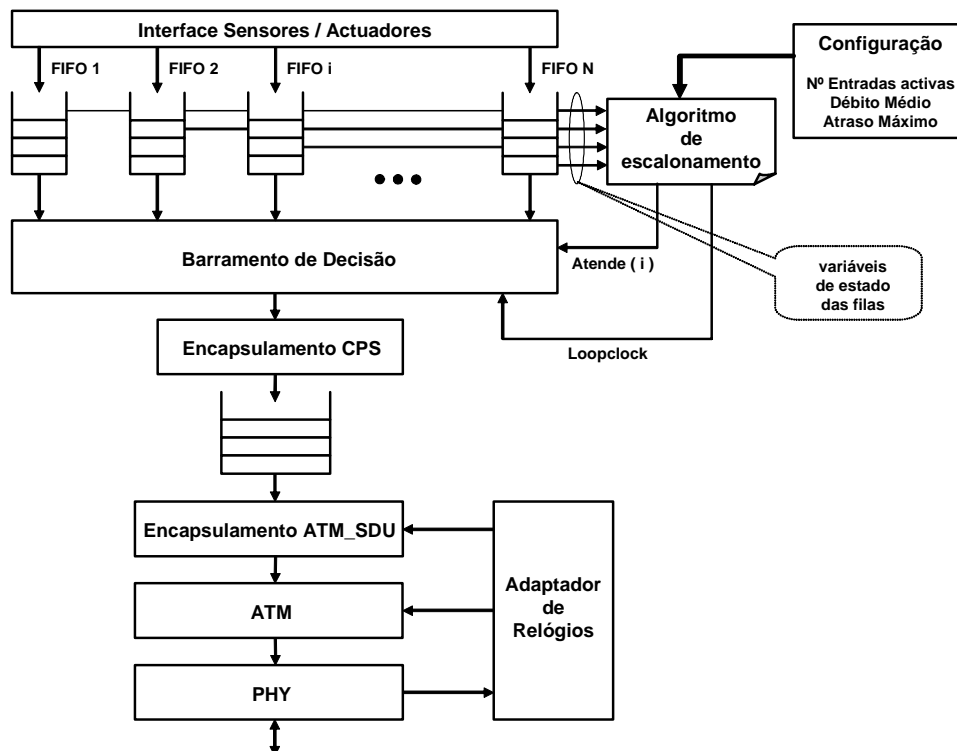 Interface Sensores / Actuadores
FIFO 1
FIFO 2
FIFO i
FIFO N
Configuração
Nº Entradas activas
Débito Médio
Atraso Máximo
Algoritmo
de
escalonamento
Barramento de Decisão
Atende ( i )
variáveis
de estado
das filas
Encapsulamento CPS
Loopclock
Encapsulamento ATM_SDU
ATM
PHY
Adaptador
de
Relógios